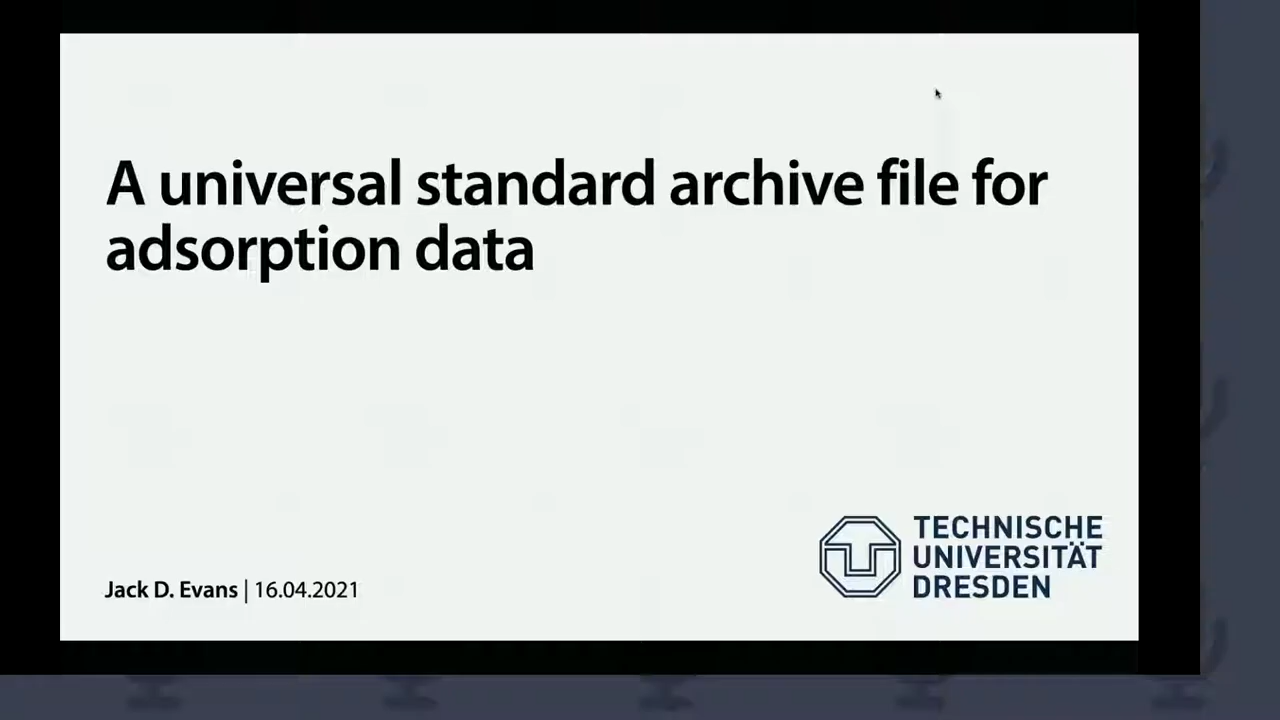 A universal standard archive file for
adsorption data
Jack D. Evans | 16.04.2021
TECHNISCHE
UNIVERSITÄT
DRESDEN